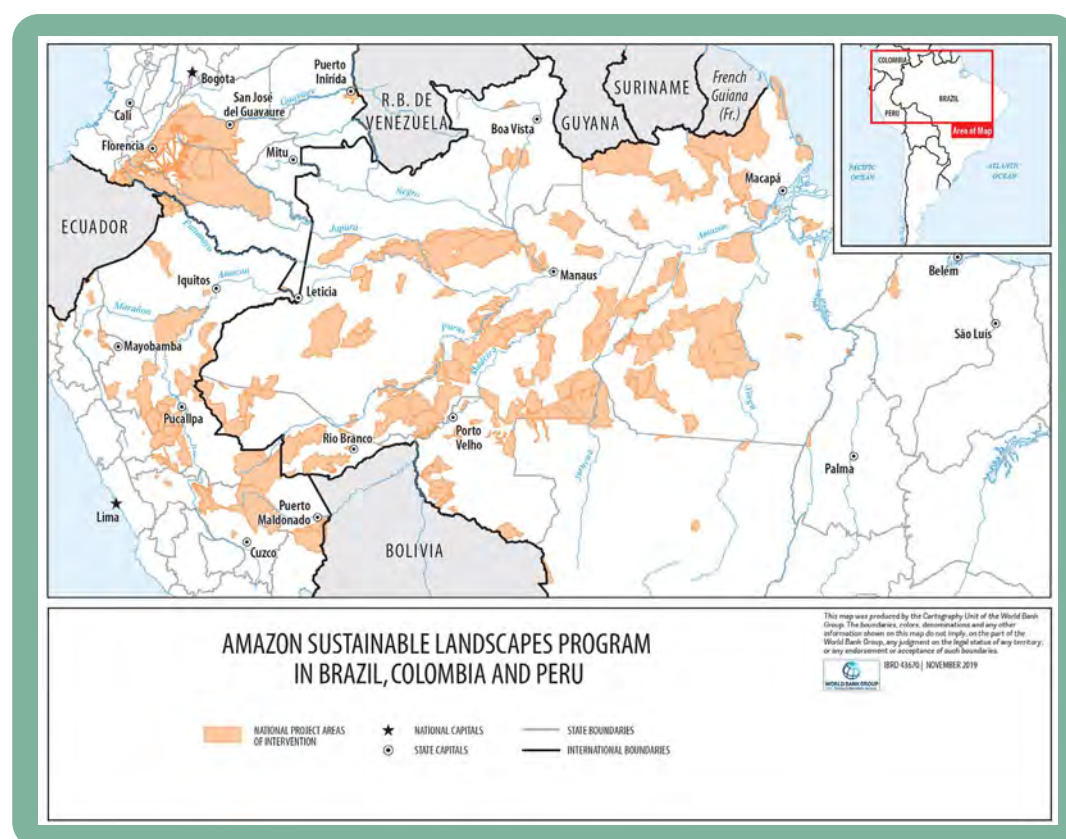 Bogota
Puerto
Inirida
Cali
San José
del Guavaure
Guaviare
R.B. DE
VENEZUELA
GUYANA
SURINAME
French
Guiana
(Fr.)
Boa Vista
Florencia
Mitu
Negro
Macapá
ECUADOR
Putumayo
Japura
Amazon
Manaus
Iquitos
Amazon
Leticia
Marañon
Mayobamba
Purus
Madeira
Xingu
Belém
São Luís
Pucallpa
Rio Branco
Porto
Velho
Juruena
Palma
Lima
Puerto
Maldonado
Cuzco
BOLIVIA
COLOMBIA
BRAZIL
PERU
Area of Map
PACIFIC
OCEAN
ATLANTIC
OCEAN
AMAZON SUSTAINABLE LANDSCAPES PROGRAM
IN BRAZIL, COLOMBIA AND PERU
NATIONAL PROJECT AREAS
OF INTERVENTION
NATIONAL CAPITALS
STATE CAPITALS
STATE BOUNDARIES
INTERNATIONAL BOUNDARIES
This map was produced by the Cartography Unit of the World Bank
Group. The boundaries, colors, denominations and any other
information shown on this map do not imply, on the part of the
World Bank Group, any judgment on the legal status of any territory,
or any endorsement or acceptance of such boundaries.
WORLD BANK GROUP
IBRD 43670 | NOVEMBER 2019